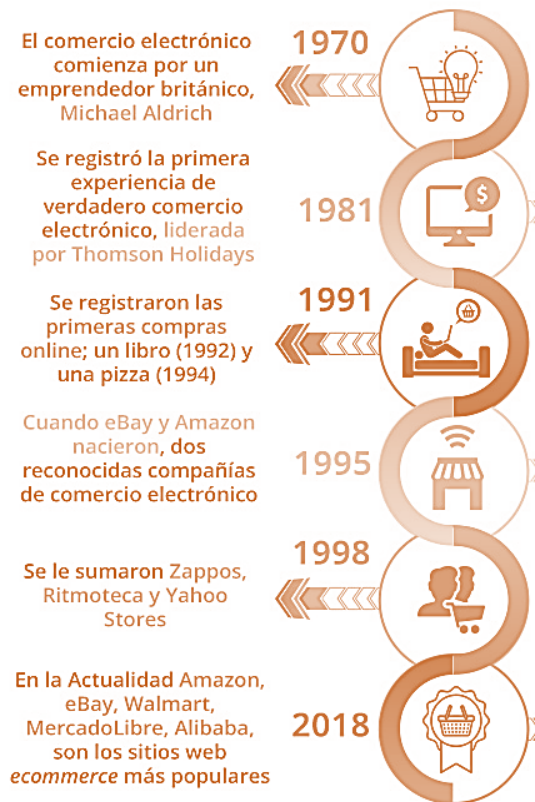 1970
El comercio electrónico
comienza por un
emprendedor británico,
Michael Aldrich
1981
Se registró la primera
experiencia de
verdadero comercio
electrónico, liderada
por Thomson Holidays
$
1991
Se registraron las
primeras compras
online; un libro (1992) y
una pizza (1994)
1995
Cuando eBay y Amazon
nacieron, dos
reconocidas compañías
de comercio electrónico
1998
Se le sumaron Zappos,
Ritmoteca y Yahoo
Stores
2018
En la Actualidad Amazon,
eBay, Walmart,
MercadoLibre, Alibaba,
son los sitios web
ecommerce más populares